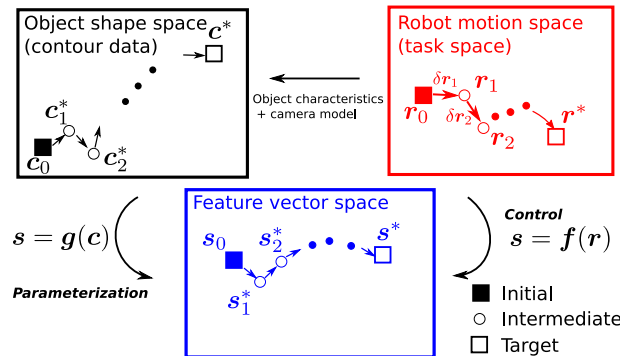 Object shape space
(contour data)
c*
c₁*
c₀
c₂*
Robot motion space
(task space)
δr₁
r₁
r₀
δr₂
r₂
r*
Object characteristics
+ camera model
Feature vector space
s₀
s₂*
s*
s₁*
s = g(c)
Parameterization
Control
s = f(r)
Initial
Intermediate
Target